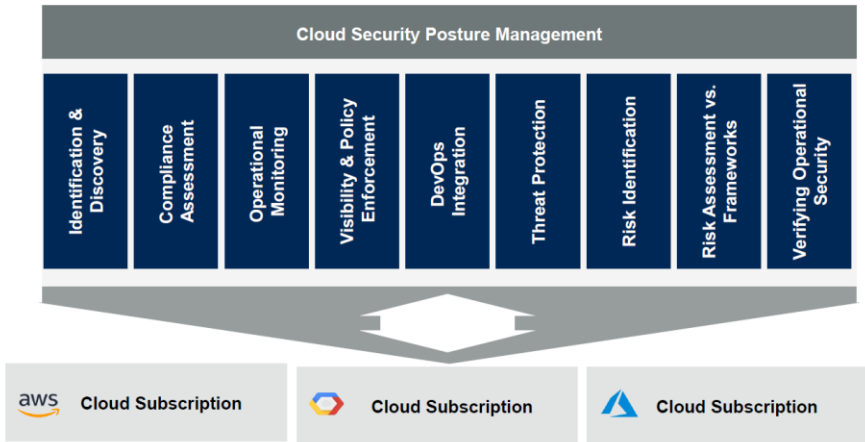 Cloud Security Posture Management
Identification &
Discovery
Compliance
Assessment
Operational
Monitoring
Visibility & Policy
Enforcement
DevOps
Integration
Threat Protection
Risk Identification
Risk Assessment vs.
Frameworks
Verifying Operational
Security
aws
Cloud Subscription
Cloud Subscription
Cloud Subscription